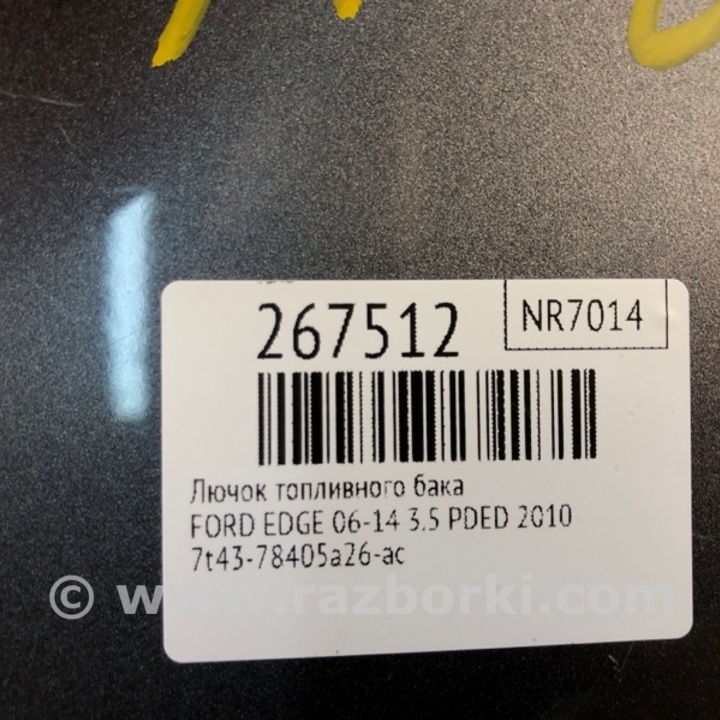 267512
NR7014
Лючок топливного бака
FORD EDGE 06-14 3.5 PDED 2010
7t43-78405a26-ac
© www.razborki.com